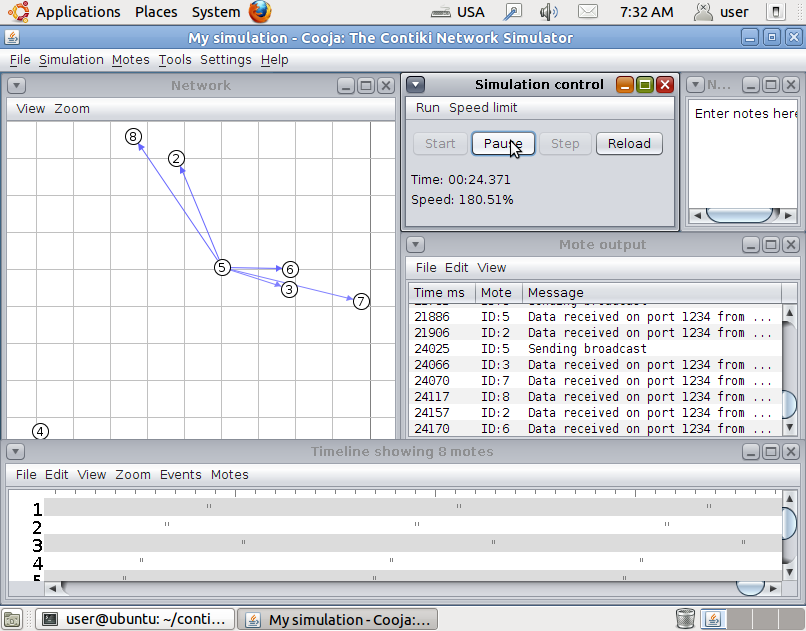 Applications Places System USA 7:32 AM user
My simulation - Cooja: The Contiki Network Simulator
File Simulation Motes Tools Settings Help
Network
View Zoom
8
2
5
6
3
7
4
Simulation control
Run Speed limit
Start Pause Step Reload
Time: 00:24.371
Speed: 180.51%
N...
Enter notes here
Mote output
File Edit View
Time ms Mote Message
21886 ID:5 Data received on port 1234 from ...
21906 ID:2 Data received on port 1234 from ...
24025 ID:5 Sending broadcast
24066 ID:3 Data received on port 1234 from ...
24070 ID:7 Data received on port 1234 from ...
24117 ID:8 Data received on port 1234 from ...
24157 ID:2 Data received on port 1234 from ...
24170 ID:6 Data received on port 1234 from ...
Timeline showing 8 motes
File Edit View Zoom Events Motes
1
2
3
4
5
user@ubuntu: ~/conti... My simulation - Cooja:...